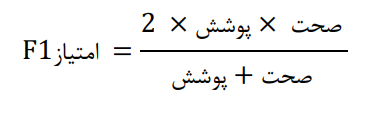 2 × پوشش × صحت
امتیاز F1 =
صحت + پوشش